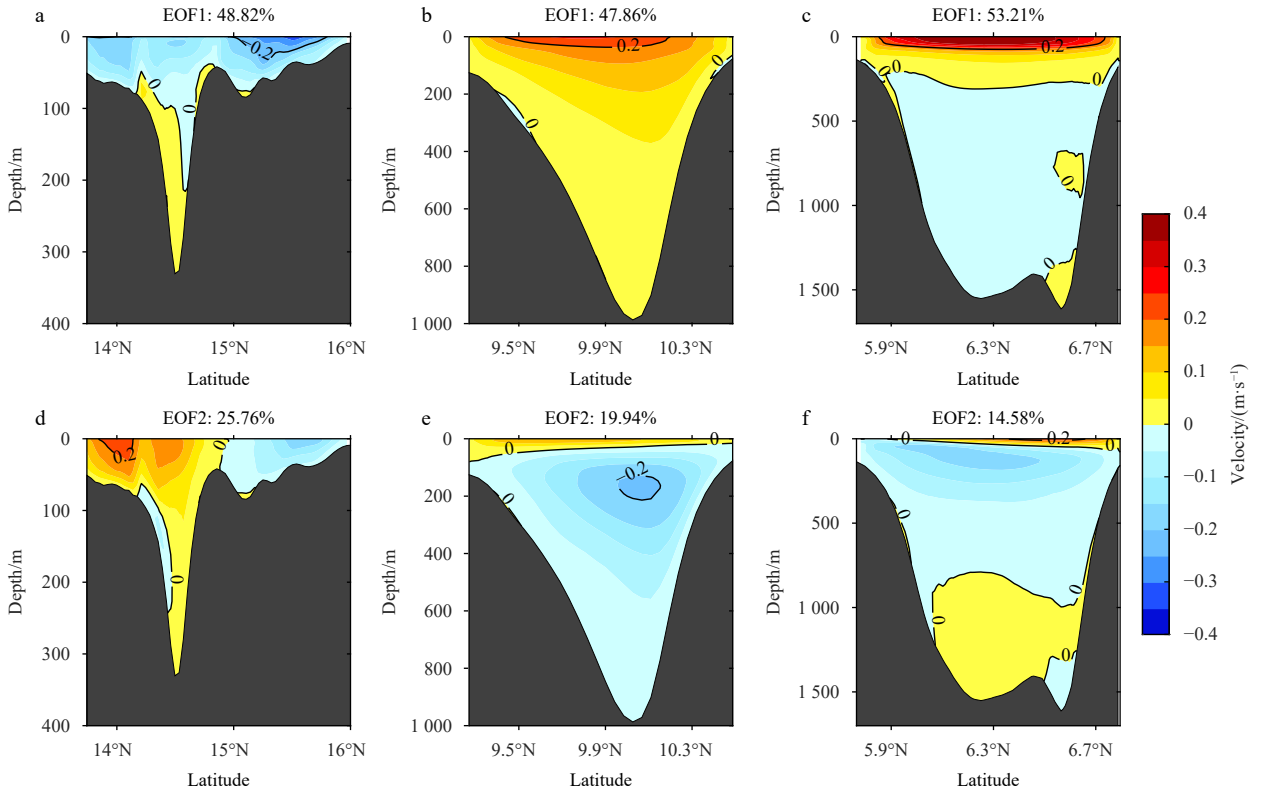 a EOF1: 48.82%
b EOF1: 47.86%
c EOF1: 53.21%
0
100
200
300
400
Depth/m
14°N 15°N 16°N
Latitude
−0.2
0
0
0
0
200
400
600
800
1 000
Depth/m
9.5°N 9.9°N 10.3°N
Latitude
0.2
0
0
0
500
1 000
1 500
Depth/m
5.9°N 6.3°N 6.7°N
Latitude
0.2
0
0
0
0
0
0.4
0.3
0.2
0.1
0
−0.1
−0.2
−0.3
−0.4
Velocity/(m·s⁻¹)
d EOF2: 25.76%
e EOF2: 19.94%
f EOF2: 14.58%
0
100
200
300
400
Depth/m
14°N 15°N 16°N
Latitude
0.2
0
0
0
200
400
600
800
1 000
Depth/m
9.5°N 9.9°N 10.3°N
Latitude
0
0
−0.2
0
0
500
1 000
1 500
Depth/m
5.9°N 6.3°N 6.7°N
Latitude
0
0.2
0
0
0
0
0